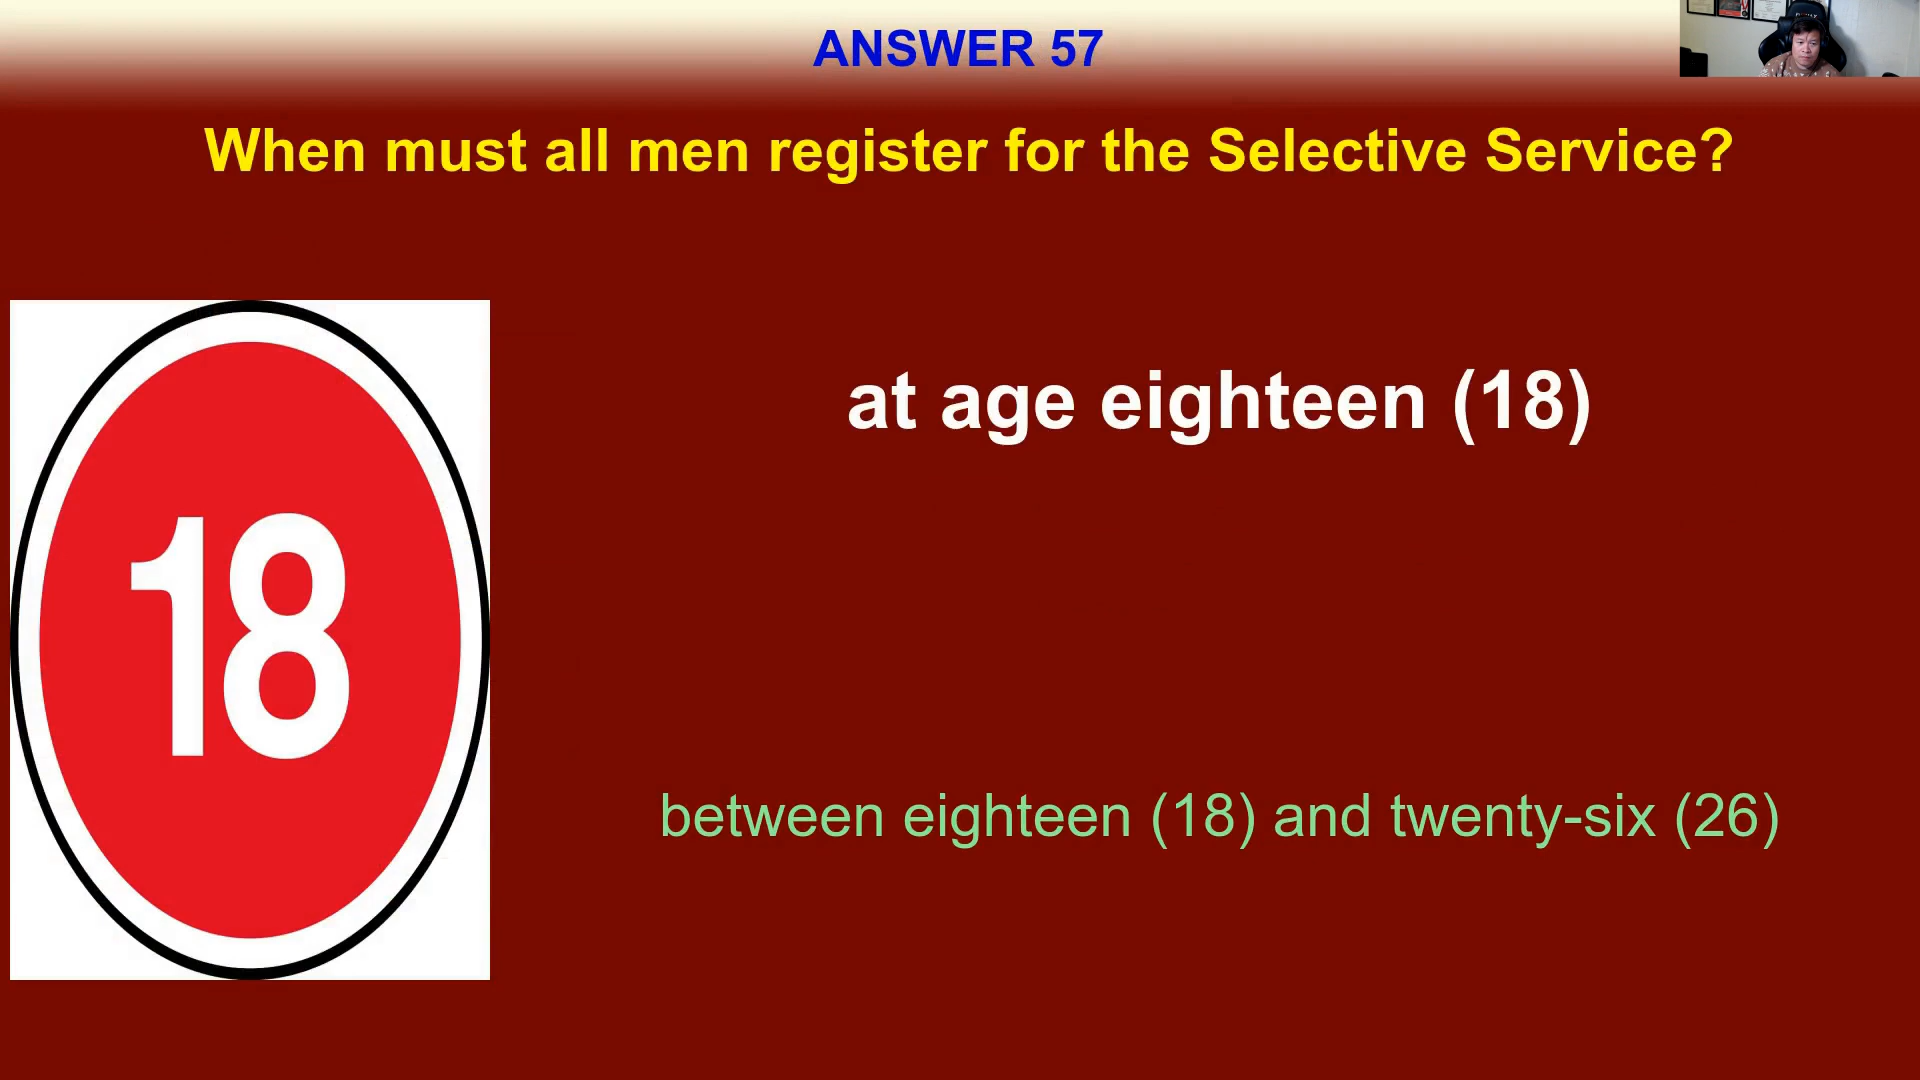 ANSWER 57
When must all men register for the Selective Service?
at age eighteen (18)
18
between eighteen (18) and twenty-six (26)